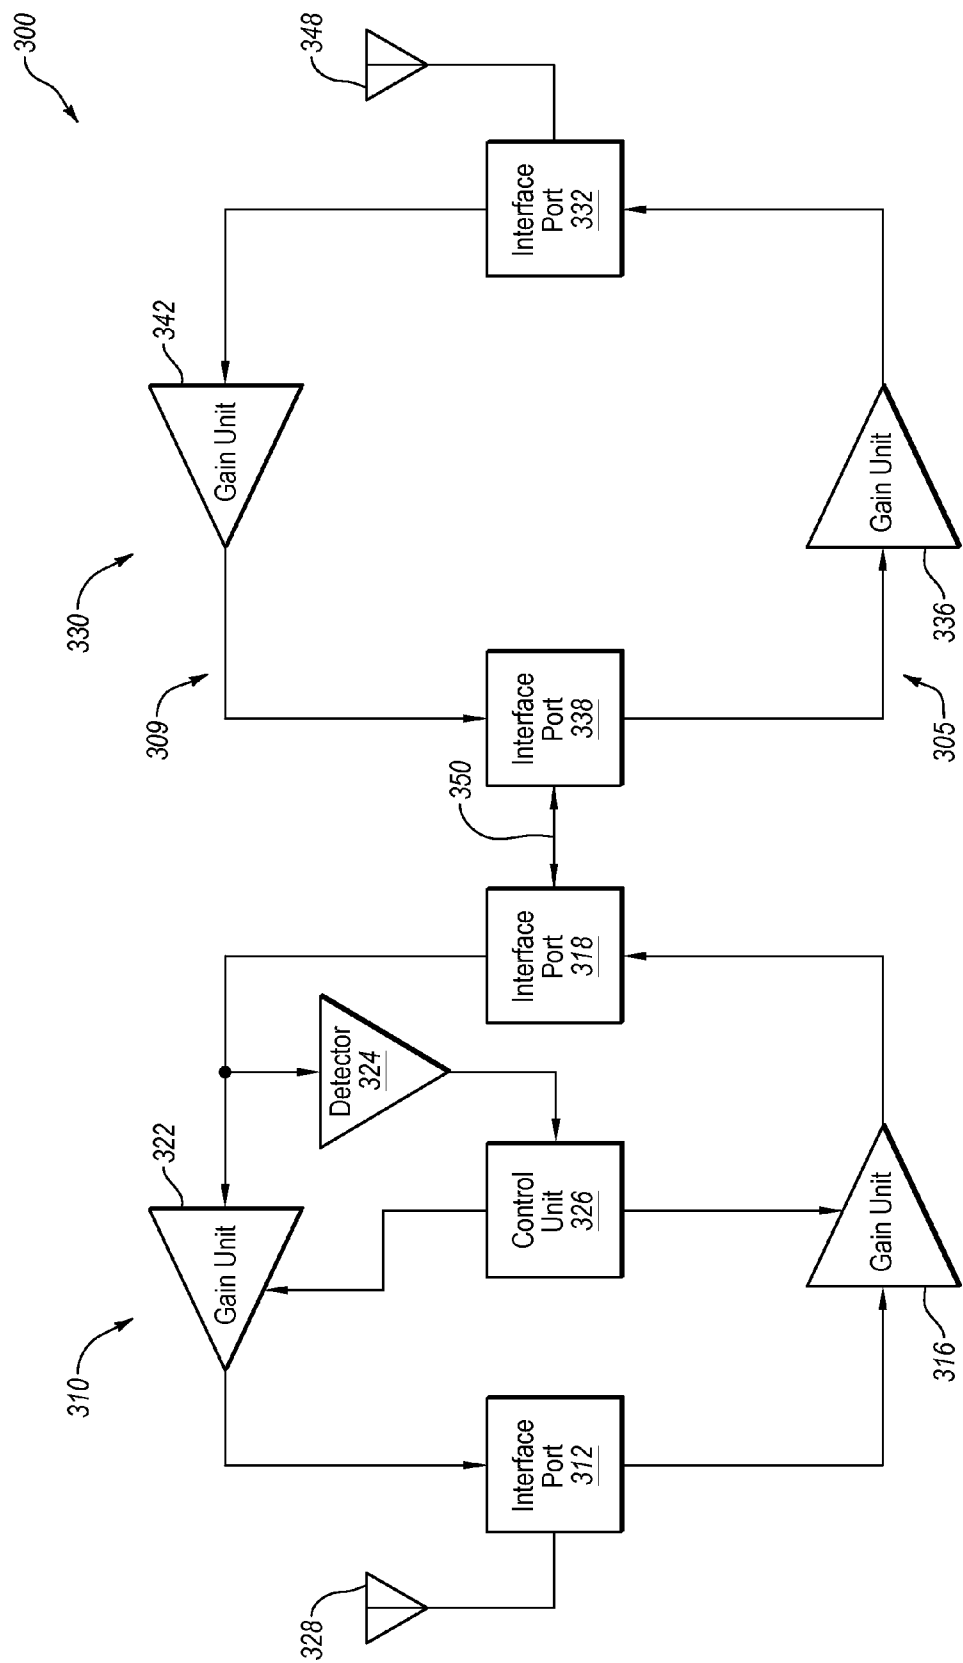 300
348
Interface
Port
332
342
Gain Unit
330
309
Gain Unit
336
305
Interface
Port
338
350
Interface
Port
318
Detector
324
322
Gain Unit
Control
Unit
326
310
Gain Unit
316
Interface
Port
312
328